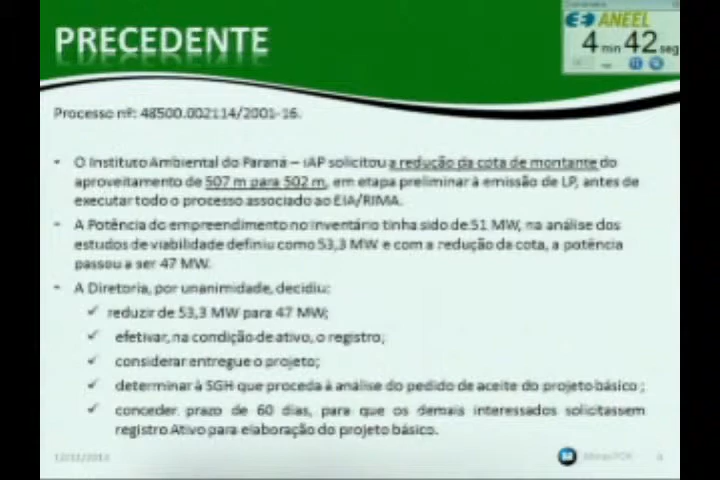 PRECEDENTE
ANEEL
4 min 42 seg
Processo nº: 48500.002114/2001-16.
• O Instituto Ambiental do Paraná – IAP solicitou a redução da cota de montante do
aproveitamento de 507 m para 502 m, em etapa preliminar à emissão de LP, antes de
executar todo o processo associado ao EIA/RIMA.
• A Potência do empreendimento no inventário tinha sido de 51 MW, na análise dos
estudos de viabilidade definiu como 53,3 MW e com a redução da cota, a potência
passou a ser 47 MW.
• A Diretoria, por unanimidade, decidiu:
✓ reduzir de 53,3 MW para 47 MW;
✓ efetivar, na condição de ativo, o registro;
✓ considerar entregue o projeto;
✓ determinar à SGH que proceda à análise do pedido de aceite do projeto básico ;
✓ conceder prazo de 60 dias, para que os demais interessados solicitassem
registro Ativo para elaboração do projeto básico.